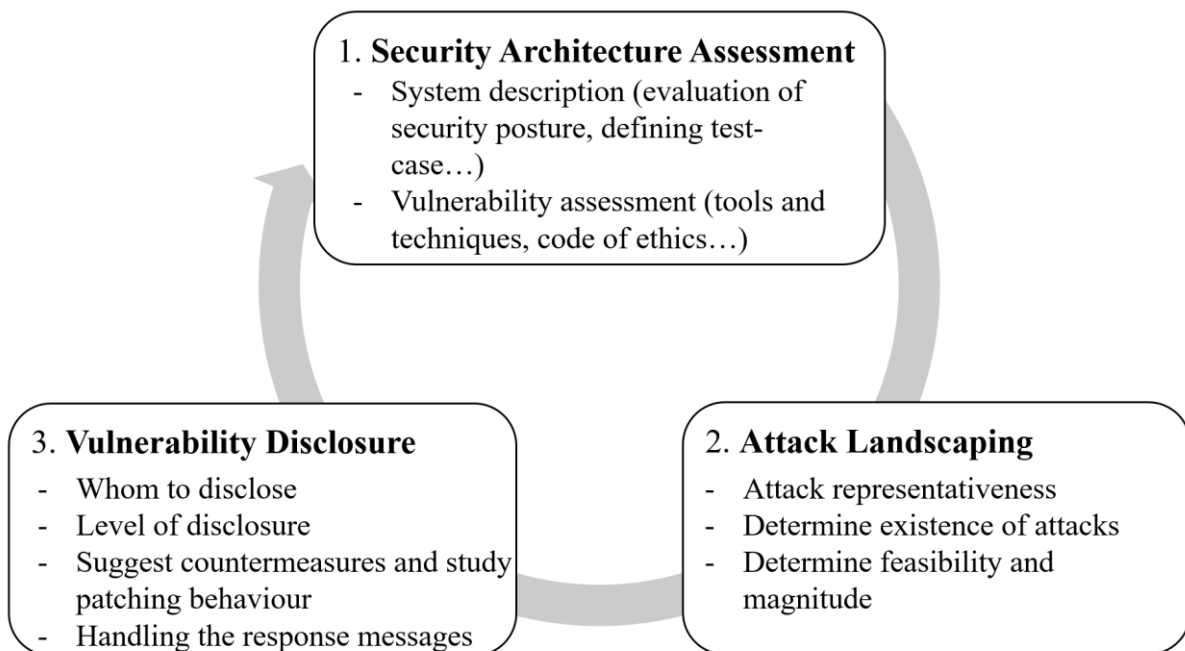 1. Security Architecture Assessment
- System description (evaluation of
security posture, defining test-
case…)
- Vulnerability assessment (tools and
techniques, code of ethics…)
2. Attack Landscaping
- Attack representativeness
- Determine existence of attacks
- Determine feasibility and
magnitude
3. Vulnerability Disclosure
- Whom to disclose
- Level of disclosure
- Suggest countermeasures and study
patching behaviour
- Handling the response messages